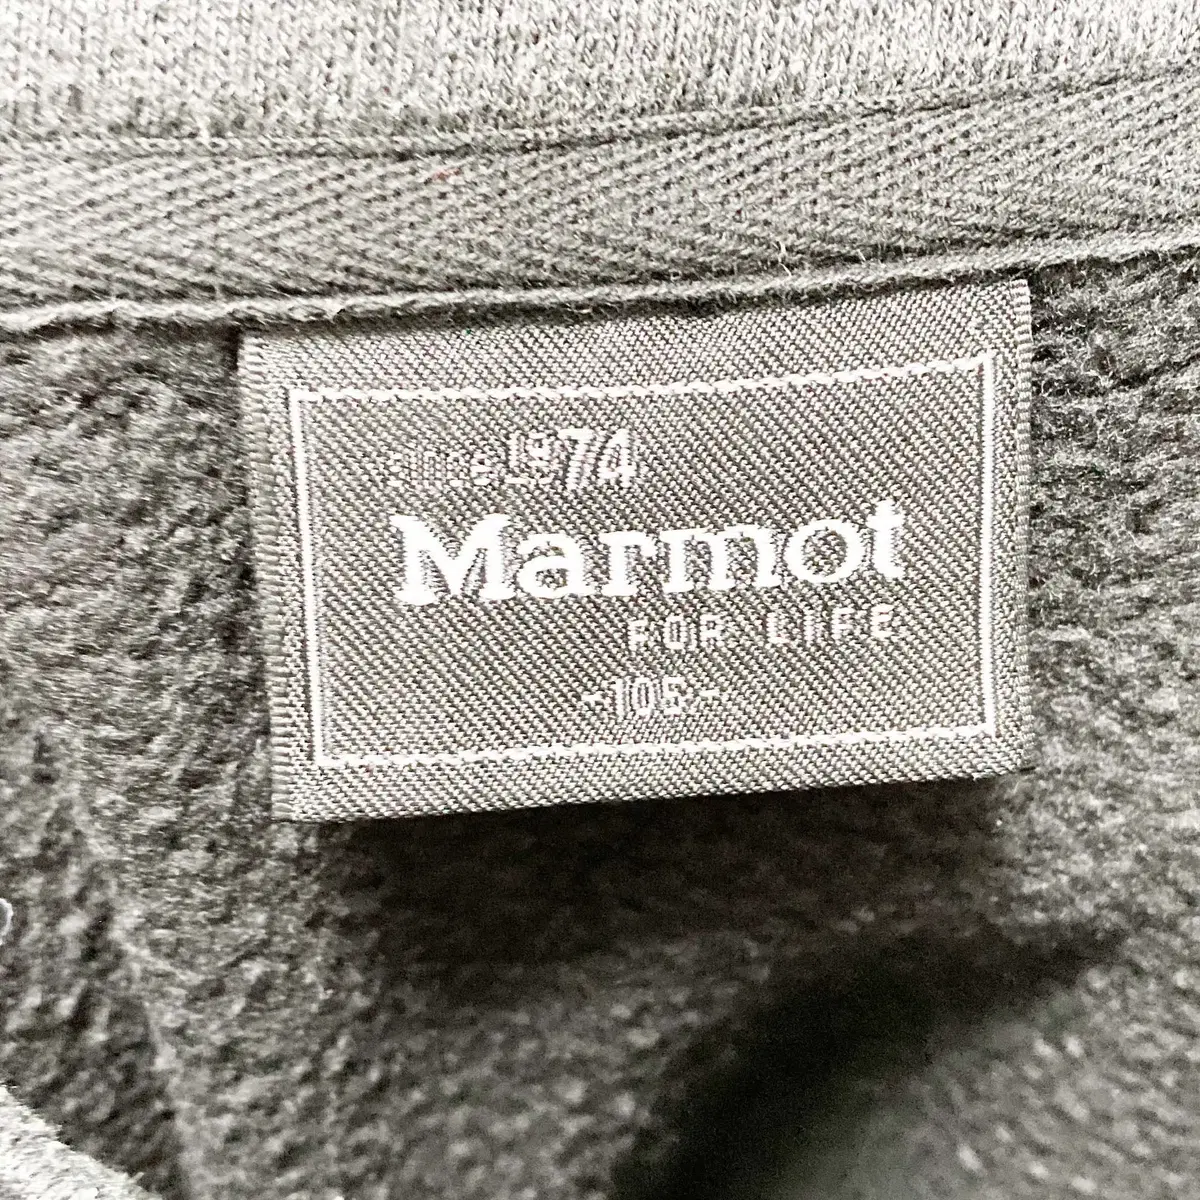 since 1974
Marmot
FOR LIFE
-105-